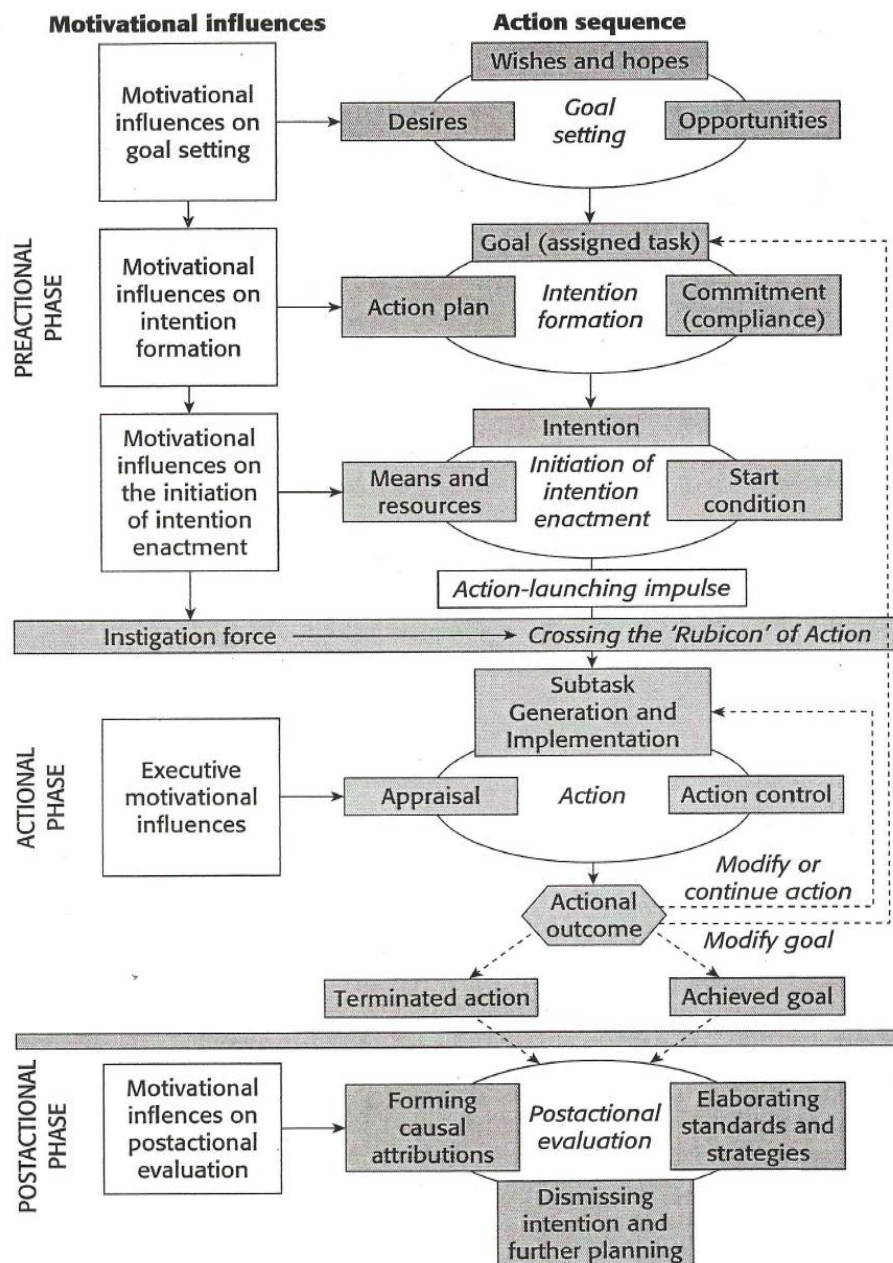 Motivational influences
Action sequence
PREACTIONAL
PHASE
Motivational
influences on
goal setting
Wishes and hopes
Desires
Goal
setting
Opportunities
Motivational
influences on
intention
formation
Goal (assigned task)
Action plan
Intention
formation
Commitment
(compliance)
Motivational
influences on
the initiation
of intention
enactment
Intention
Means and
resources
Initiation of
intention
enactment
Start
condition
Action-launching impulse
Instigation force
Crossing the ‘Rubicon’ of Action
ACTIONAL
PHASE
Executive
motivational
influences
Subtask
Generation and
Implementation
Appraisal
Action
Action control
Modify or
continue action
Actional
outcome
Modify goal
Terminated action
Achieved goal
POSTACTIONAL
PHASE
Motivational
inflences on
postactional
evaluation
Forming
causal
attributions
Postactional
evaluation
Elaborating
standards and
strategies
Dismissing
intention and
further planning